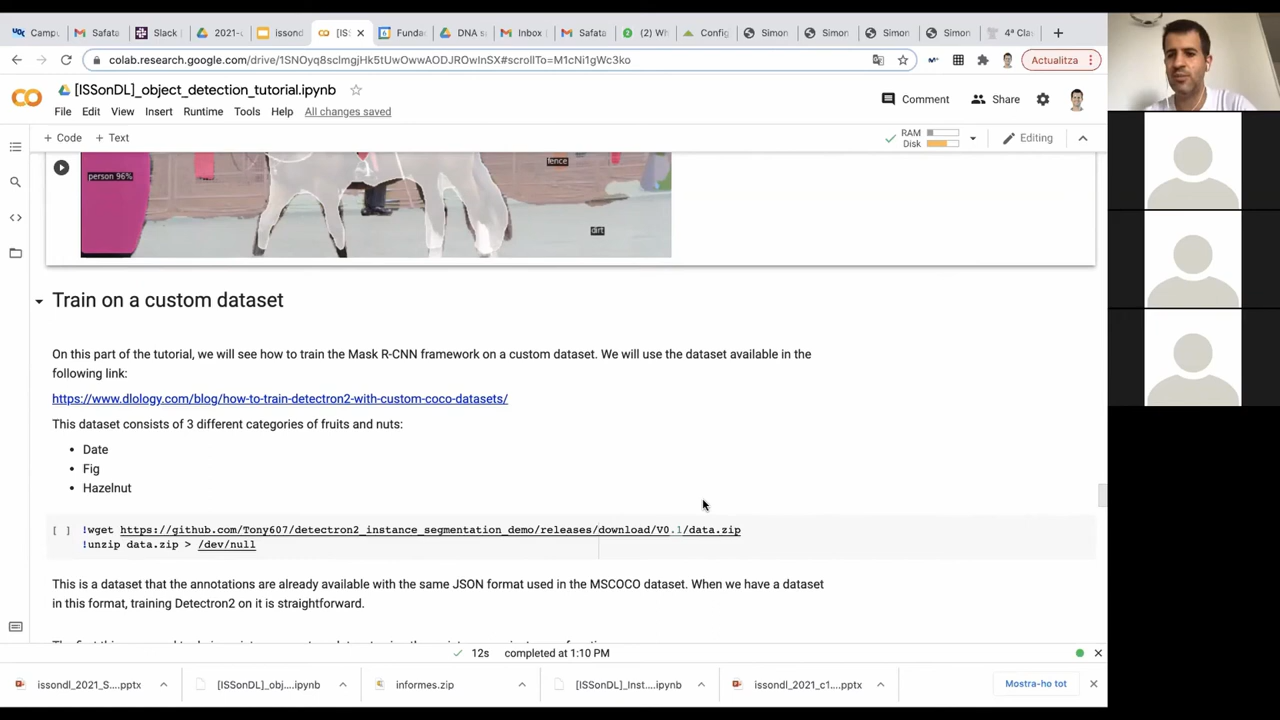 Campu
Safata
Slack
2021-
issond
[IS
Funda
DNA s
Inbox (
Safata
(2) Wh
Config
Simon
Simon
Simon
Simon
4ª Cla
colab.research.google.com/drive/1SNOyq8sclmgjHk5tUwOwwAODJROwInSX#scrollTo=M1cNi1gWc3ko
Actualitza
[ISSonDL]_object_detection_tutorial.ipynb
File Edit View Insert Runtime Tools Help All changes saved
Comment
Share
+ Code + Text
RAM
Disk
Editing
person 96%
fence
dirt
Train on a custom dataset
On this part of the tutorial, we will see how to train the Mask R-CNN framework on a custom dataset. We will use the dataset available in the
following link:
https://www.dlology.com/blog/how-to-train-detectron2-with-custom-coco-datasets/
This dataset consists of 3 different categories of fruits and nuts:
• Date
• Fig
• Hazelnut
[ ] !wget https://github.com/Tony607/detectron2_instance_segmentation_demo/releases/download/V0.1/data.zip
!unzip data.zip > /dev/null
This is a dataset that the annotations are already available with the same JSON format used in the MSCOCO dataset. When we have a dataset
in this format, training Detectron2 on it is straightforward.
12s completed at 1:10 PM
issondl_2021_S....pptx
[ISSonDL]_obj....ipynb
informes.zip
[ISSonDL]_Inst....ipynb
issondl_2021_c1....pptx
Mostra-ho tot